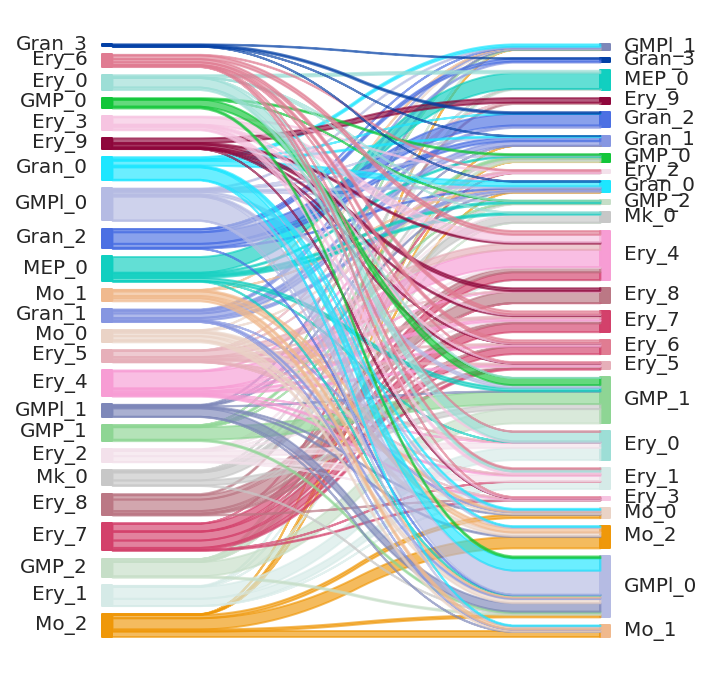 Gran_3
Ery_6
Ery_0
GMP_0
Ery_3
Ery_9
Gran_0
GMPl_0
Gran_2
MEP_0
Mo_1
Gran_1
Mo_0
Ery_5
Ery_4
GMPl_1
GMP_1
Ery_2
Mk_0
Ery_8
Ery_7
GMP_2
Ery_1
Mo_2
GMPl_1
Gran_3
MEP_0
Ery_9
Gran_2
Gran_1
GMP_0
Ery_2
Gran_0
GMP_2
Mk_0
Ery_4
Ery_8
Ery_7
Ery_6
Ery_5
GMP_1
Ery_0
Ery_1
Ery_3
Mo_0
Mo_2
GMPl_0
Mo_1